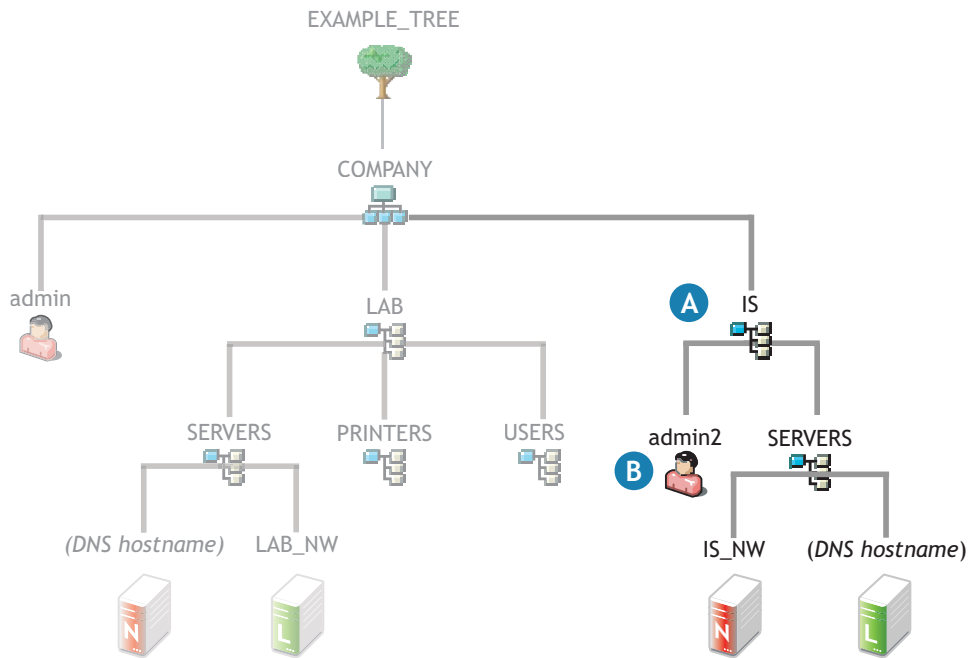 EXAMPLE_TREE
COMPANY
admin
LAB
A
IS
SERVERS
PRINTERS
USERS
admin2
SERVERS
B
(DNS hostname)
LAB_NW
IS_NW
(DNS hostname)
N
L
N
L